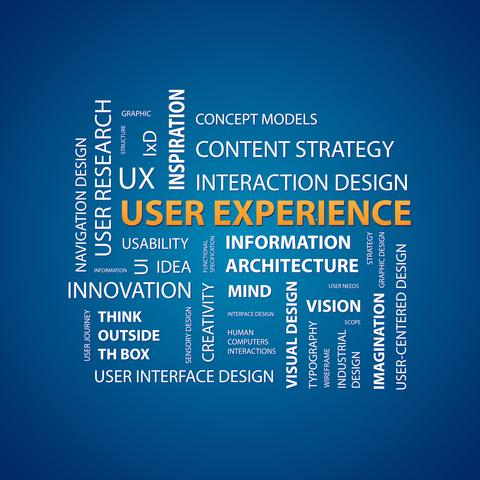 NAVIGATION DESIGN
USER RESEARCH
GRAPHIC
STRUCTURE
IxD
INSPIRATION
CONCEPT MODELS
CONTENT STRATEGY
UX
INTERACTION DESIGN
USER EXPERIENCE
USABILITY
INFORMATION
UI
IDEA
FUNCTIONAL
SPECIFICATION
INFORMATION
ARCHITECTURE
STRATEGY
GRAPHIC DESIGN
USER-CENTERED DESIGN
INNOVATION
CREATIVITY
MIND
USER NEEDS
VISION
USER JOURNEY
THINK
OUTSIDE
TH BOX
SENSORY DESIGN
INTERFACE DESIGN
HUMAN
COMPUTERS
INTERACTIONS
VISUAL DESIGN
TYPOGRAPHY
WIREFRAME
INDUSTRIAL
DESIGN
SCOPE
IMAGINATION
USER INTERFACE DESIGN